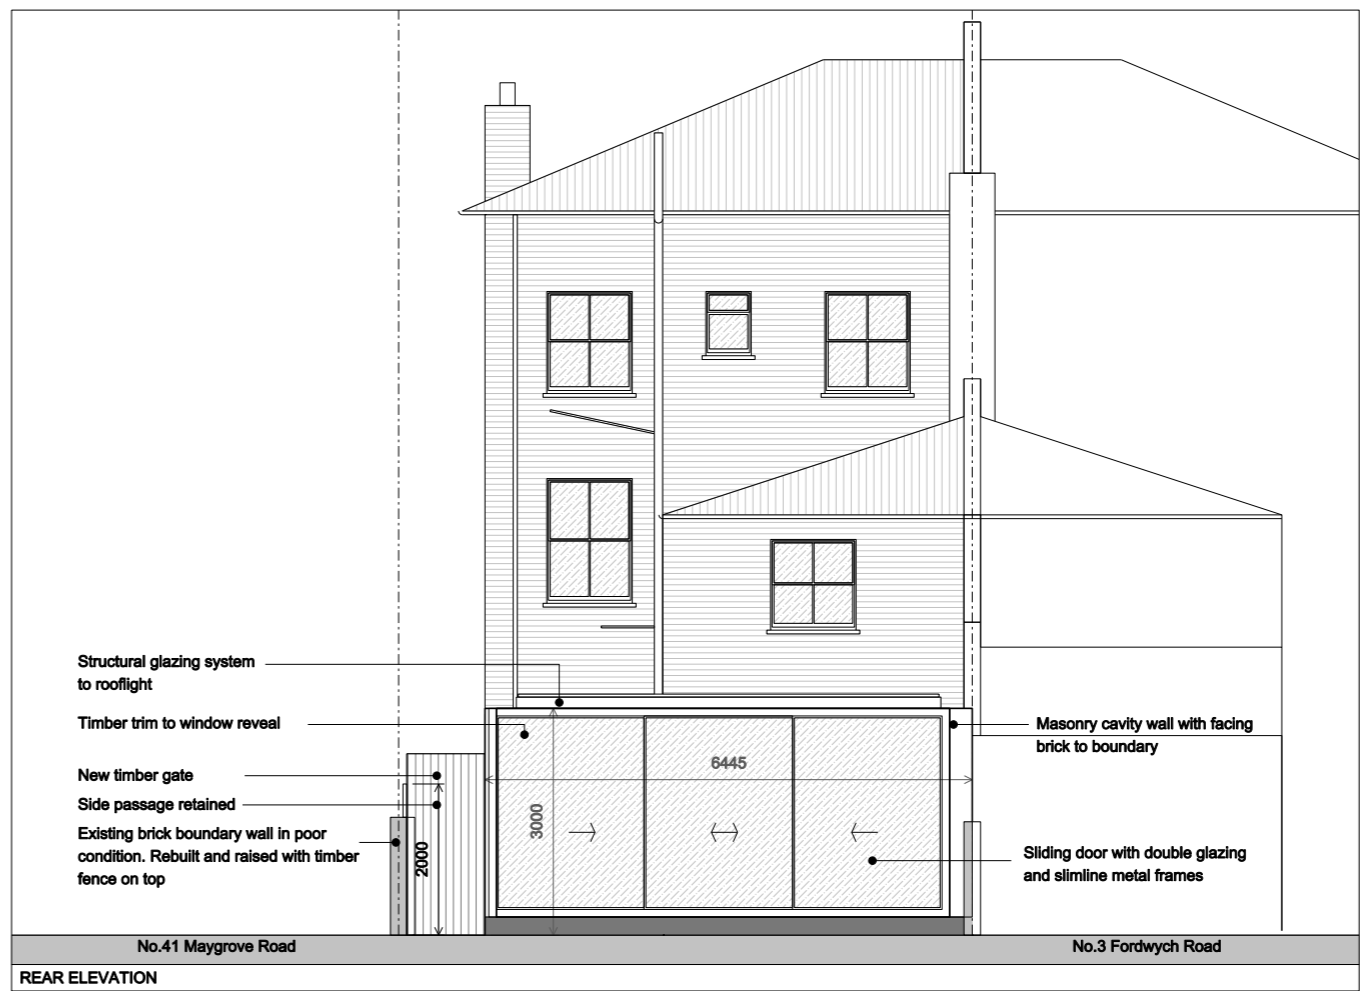 Structural glazing system
to rooflight
Timber trim to window reveal
New timber gate
Side passage retained
Existing brick boundary wall in poor
condition. Rebuilt and raised with timber
fence on top
2000
3000
6445
Masonry cavity wall with facing
brick to boundary
Sliding door with double glazing
and slimline metal frames
No.41 Maygrove Road
No.3 Fordwych Road
REAR ELEVATION